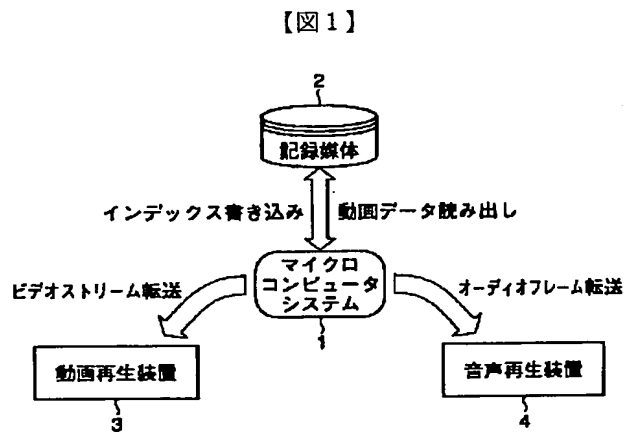 【図1】
2
記録媒体
インデックス書き込み
動画データ読み出し
マイクロ
コンピュータ
システム
1
ビデオストリーム転送
オーディオフレーム転送
動画再生装置
3
音声再生装置
4